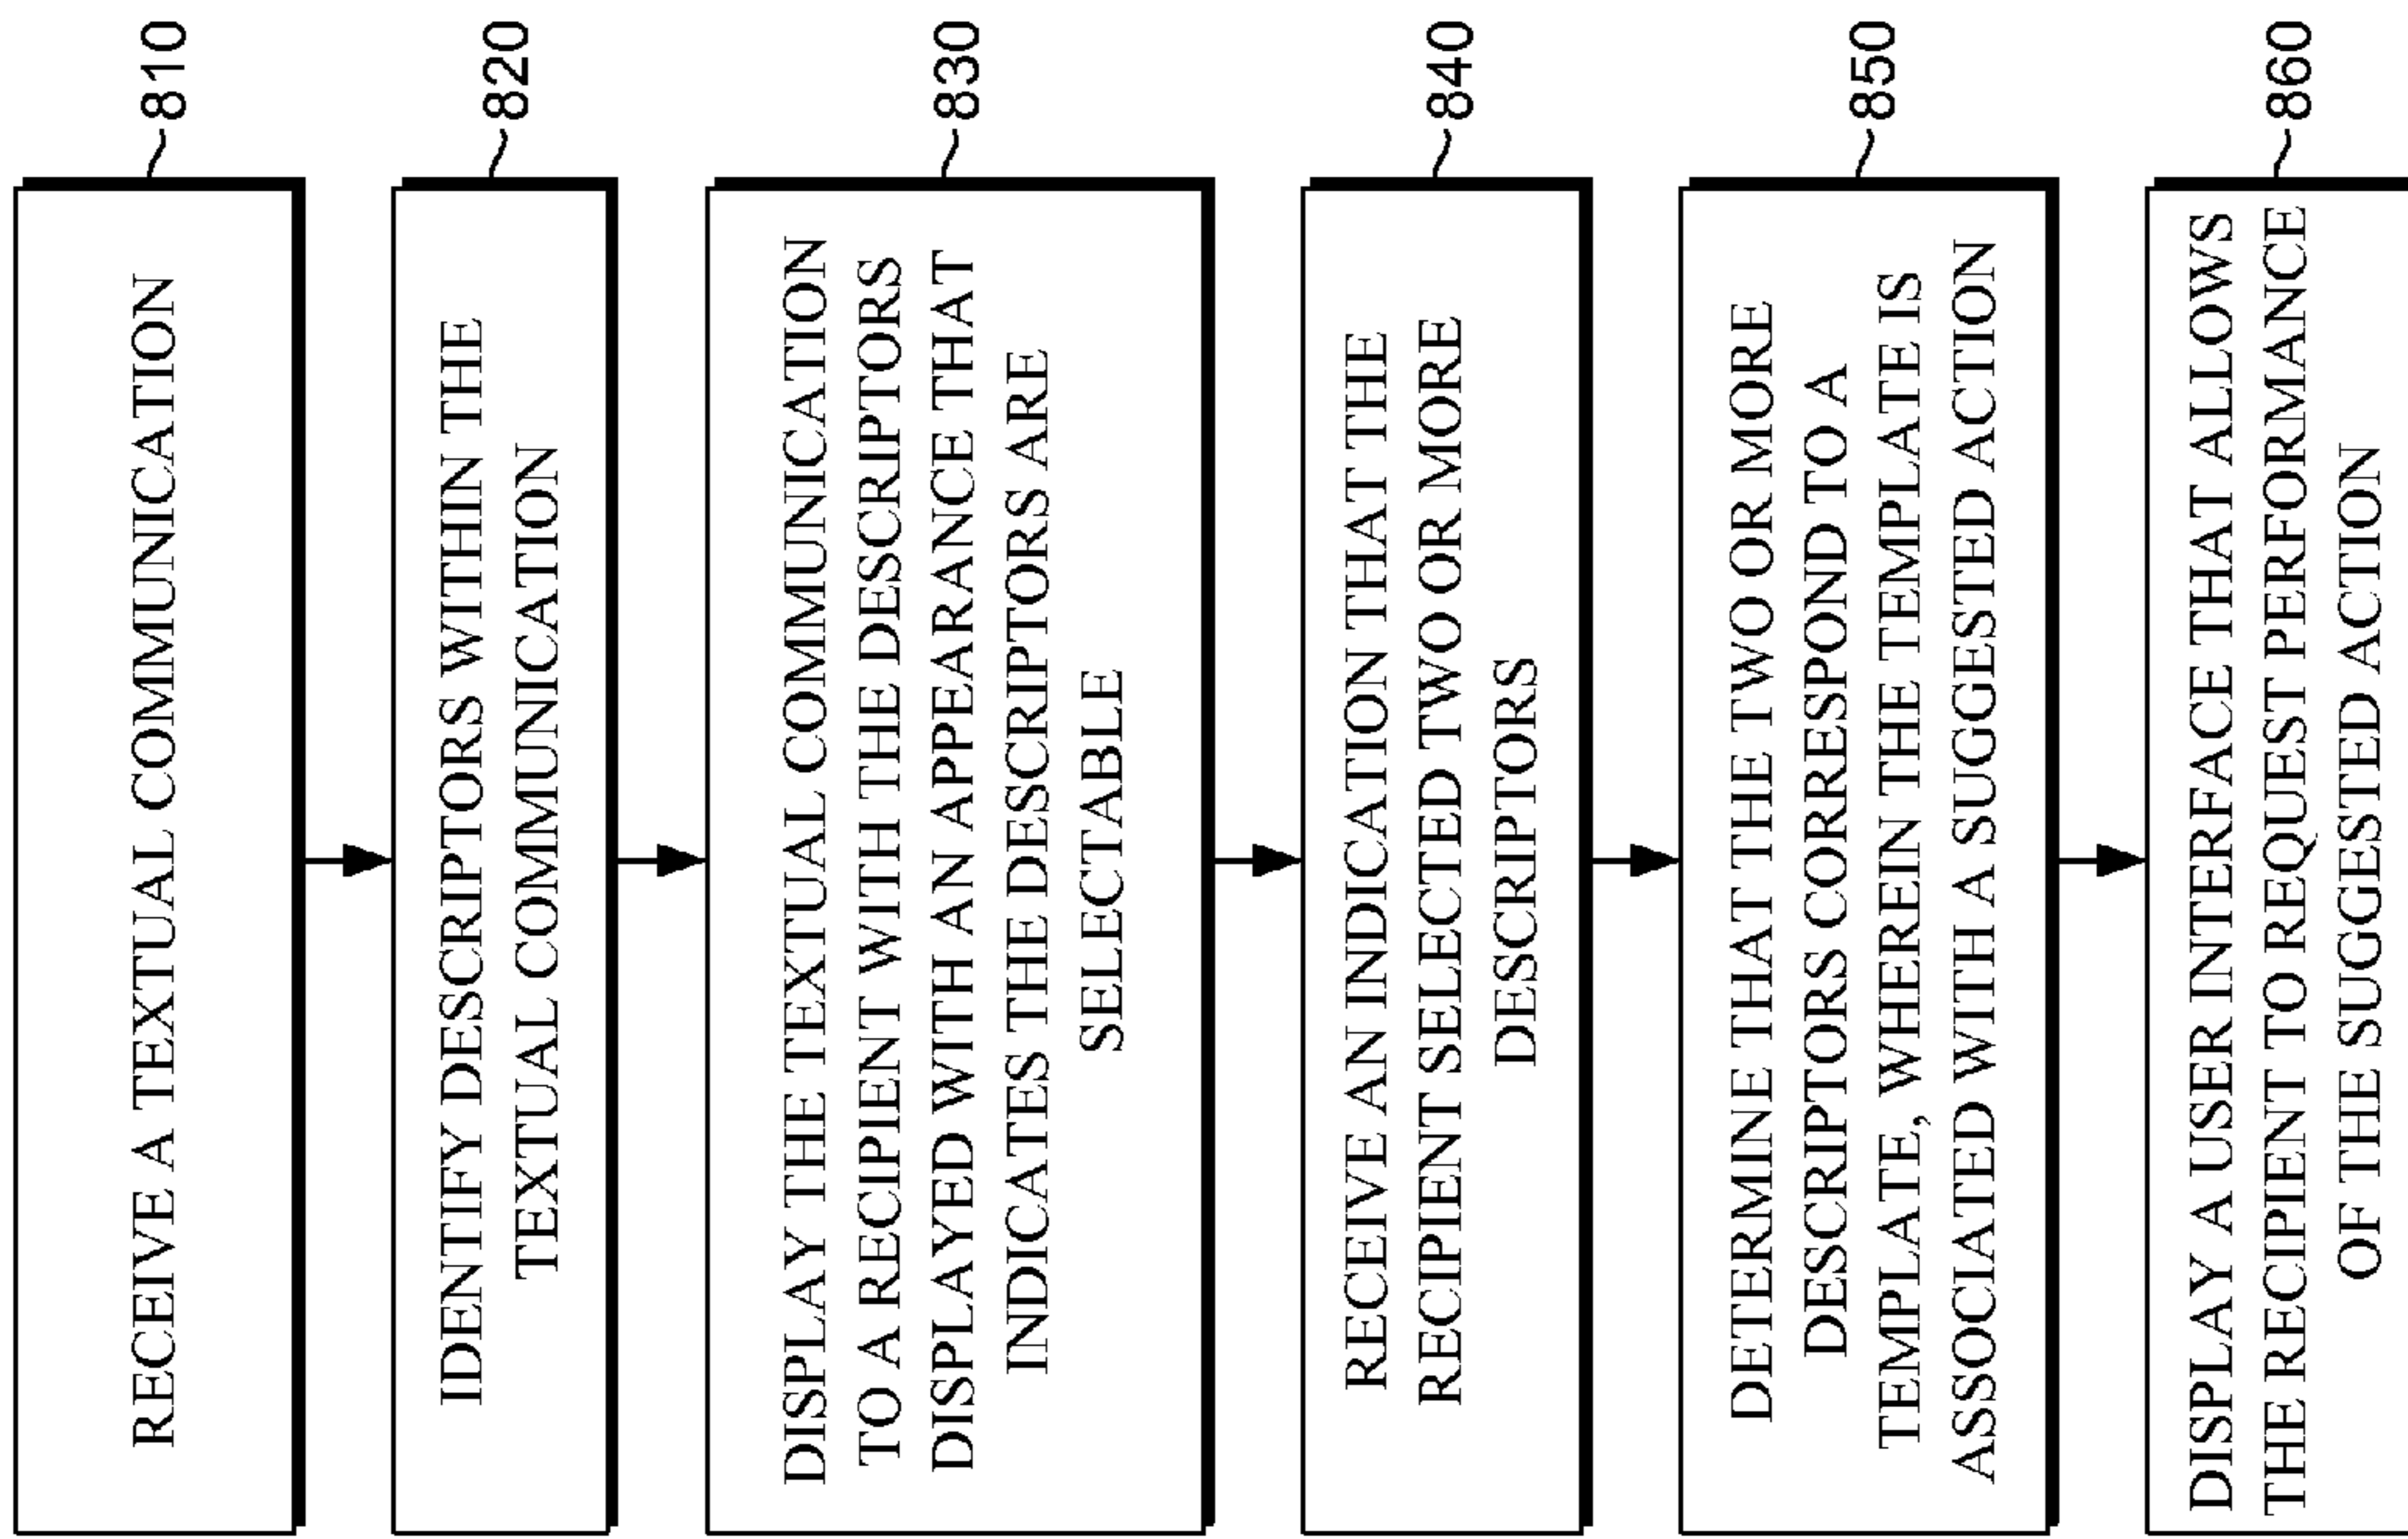 RECEIVE A TEXTUAL COMMUNICATION
810
IDENTIFY DESCRIPTORS WITHIN THE
TEXTUAL COMMUNICATION
820
DISPLAY THE TEXTUAL COMMUNICATION
TO A RECIPIENT WITH THE DESCRIPTORS
DISPLAYED WITH AN APPEARANCE THAT
INDICATES THE DESCRIPTORS ARE
SELECTABLE
830
RECEIVE AN INDICATION THAT THE
RECIPIENT SELECTED TWO OR MORE
DESCRIPTORS
840
DETERMINE THAT THE TWO OR MORE
DESCRIPTORS CORRESPOND TO A
TEMPLATE, WHEREIN THE TEMPLATE IS
ASSOCIATED WITH A SUGGESTED ACTION
850
DISPLAY A USER INTERFACE THAT ALLOWS
THE RECIPIENT TO REQUEST PERFORMANCE
OF THE SUGGESTED ACTION
860